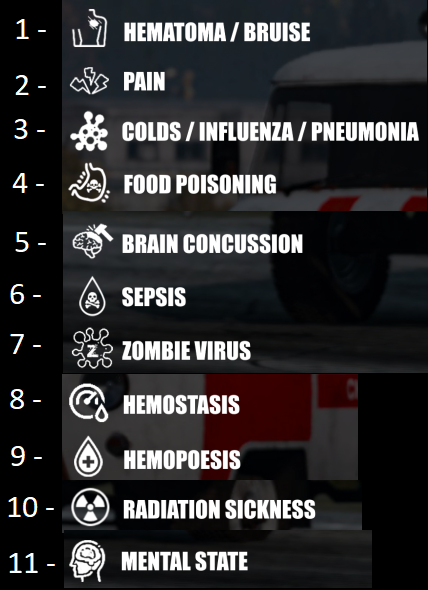 1 - HEMATOMA / BRUISE
2 - PAIN
3 - COLDS / INFLUENZA / PNEUMONIA
4 - FOOD POISONING
5 - BRAIN CONCUSSION
6 - SEPSIS
7 - Z ZOMBIE VIRUS
8 - HEMOSTASIS
9 - HEMOPOESIS
10 - RADIATION SICKNESS
11 - MENTAL STATE